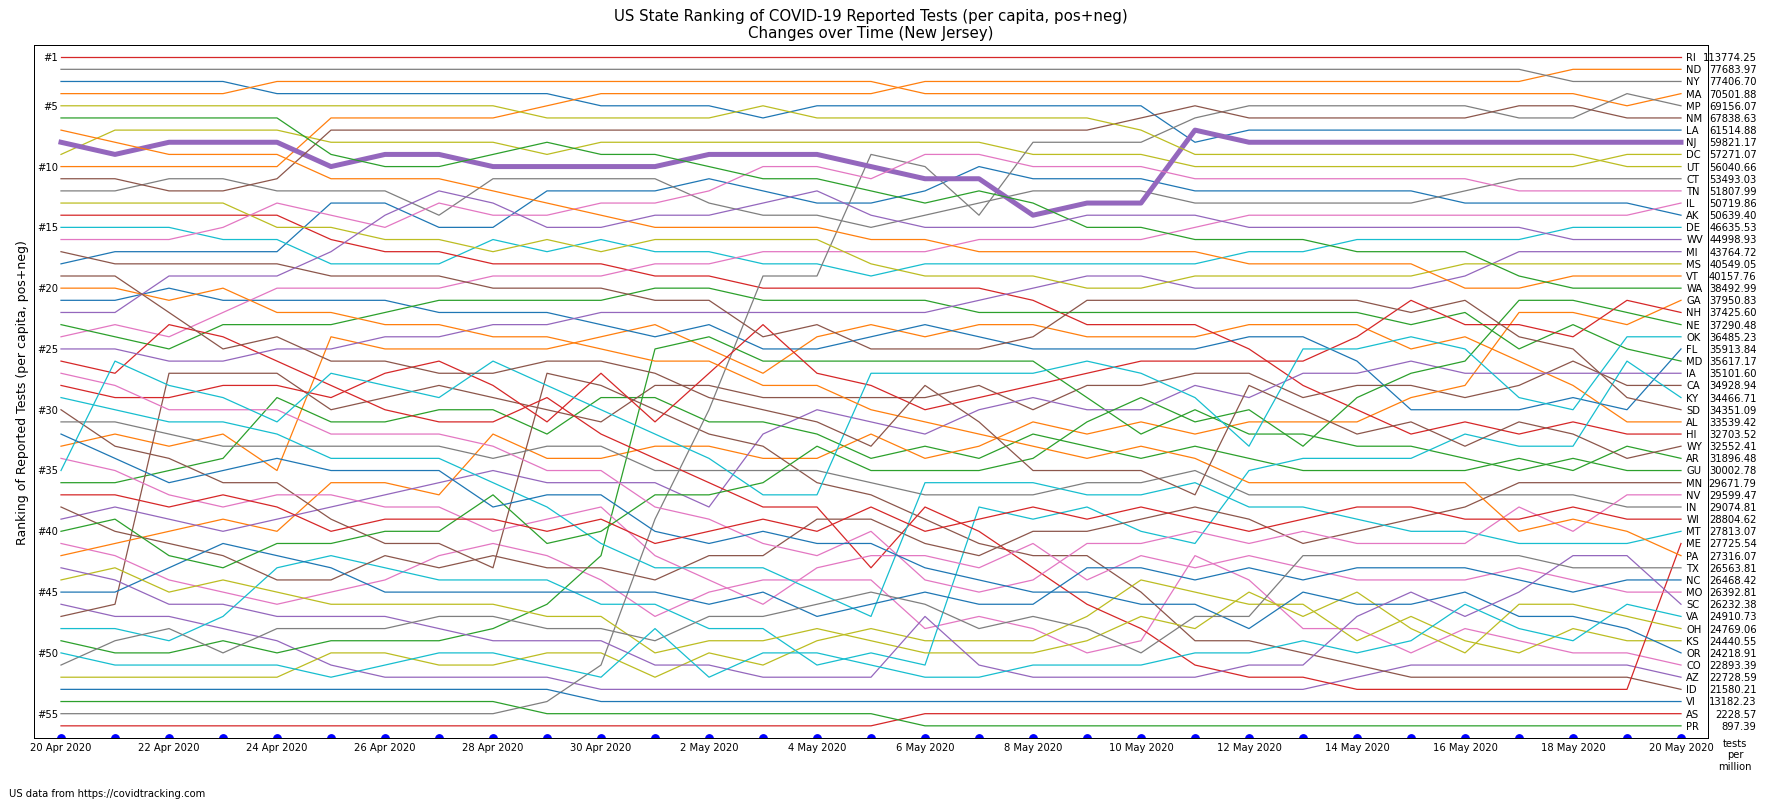 US State Ranking of COVID-19 Reported Tests (per capita, pos+neg)
Changes over Time (New Jersey)
Ranking of Reported Tests (per capita, pos+neg)
#1
#5
#10
#15
#20
#25
#30
#35
#40
#45
#50
#55
RI 113774.25
ND 77683.97
NY 77406.70
MA 70501.88
MP 69156.07
NM 67838.63
LA 61514.88
NJ 59821.17
DC 57271.07
UT 56040.66
CT 53493.03
TN 51807.99
IL 50719.86
AK 50639.40
DE 46635.53
WV 44998.93
MI 43764.72
MS 40549.05
VT 40157.76
WA 38492.99
GA 37950.83
NH 37425.60
NE 37290.48
OK 36485.23
FL 35913.84
MD 35617.17
IA 35101.60
CA 34928.94
KY 34466.71
SD 34351.09
AL 33539.42
HI 32703.52
WY 32552.41
AR 31896.48
GU 30002.78
MN 29671.79
NV 29599.47
IN 29074.81
WI 28804.62
MT 27813.07
ME 27725.54
PA 27316.07
TX 26563.81
NC 26468.42
MO 26392.81
SC 26232.38
VA 24910.73
OH 24769.06
KS 24440.55
OR 24218.91
CO 22893.39
AZ 22728.59
ID 21580.21
VI 13182.23
AS 2228.57
PR 897.39
20 Apr 2020 22 Apr 2020 24 Apr 2020 26 Apr 2020 28 Apr 2020 30 Apr 2020 2 May 2020 4 May 2020 6 May 2020 8 May 2020 10 May 2020 12 May 2020 14 May 2020 16 May 2020 18 May 2020 20 May 2020
tests
per
million
US data from https://covidtracking.com